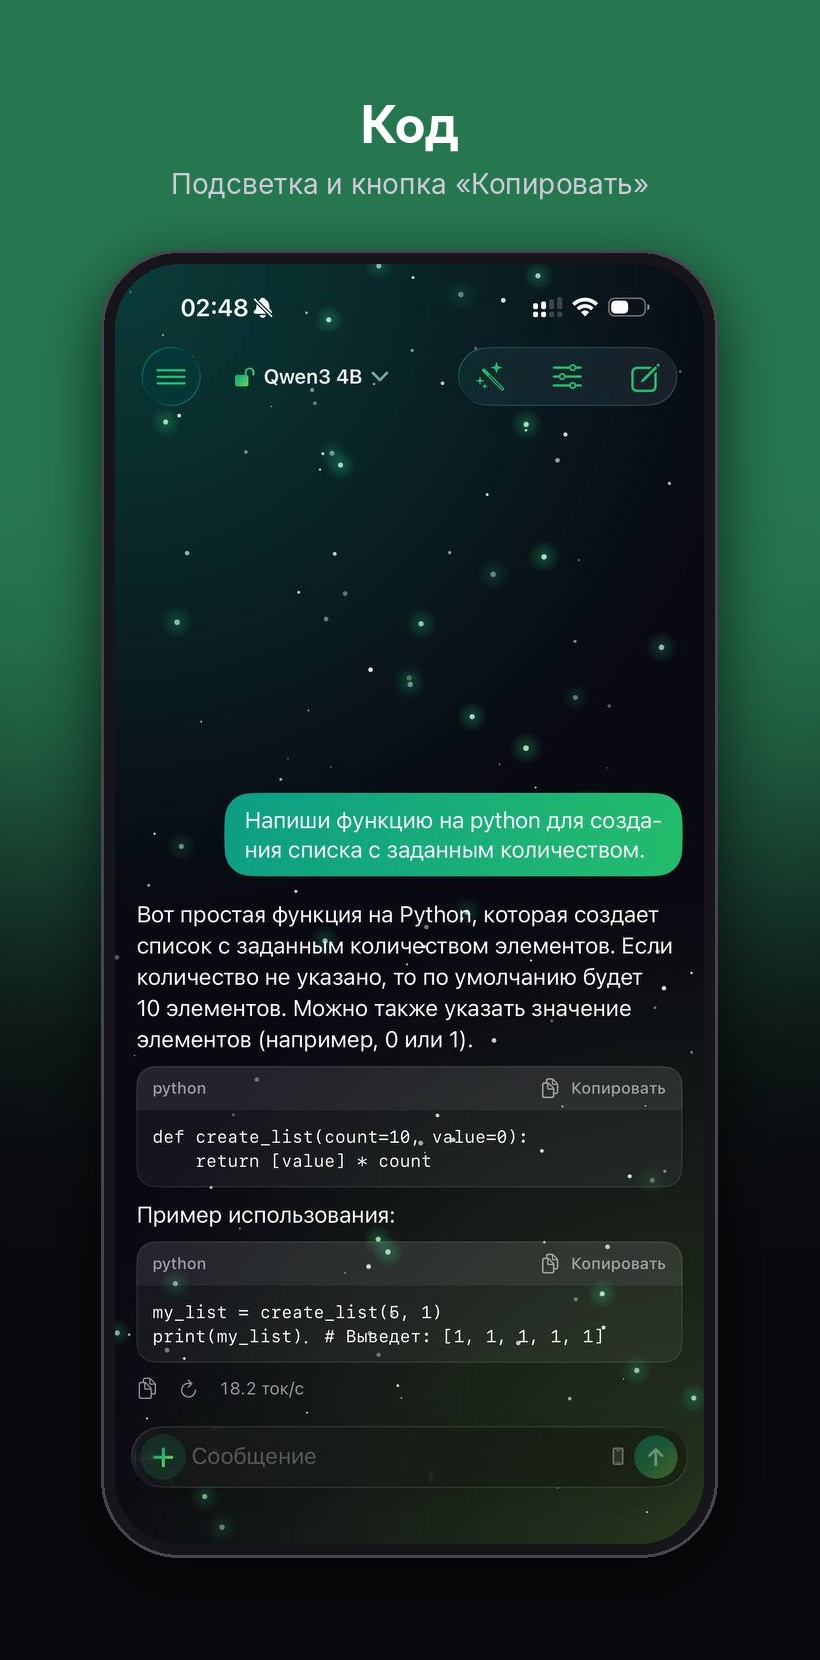 Код
Подсветка и кнопка «Копировать»
02:48
Qwen3 4B
Напиши функцию на python для созда-
ния списка с заданным количеством.
Вот простая функция на Python, которая создает
список с заданным количеством элементов. Если
количество не указано, то по умолчанию будет
10 элементов. Можно также указать значение
элементов (например, 0 или 1).
python Копировать
def create_list(count=10, value=0):
    return [value] * count
Пример использования:
python Копировать
my_list = create_list(5, 1)
print(my_list)  # Выведет: [1, 1, 1, 1, 1]
18.2 ток/с
Сообщение